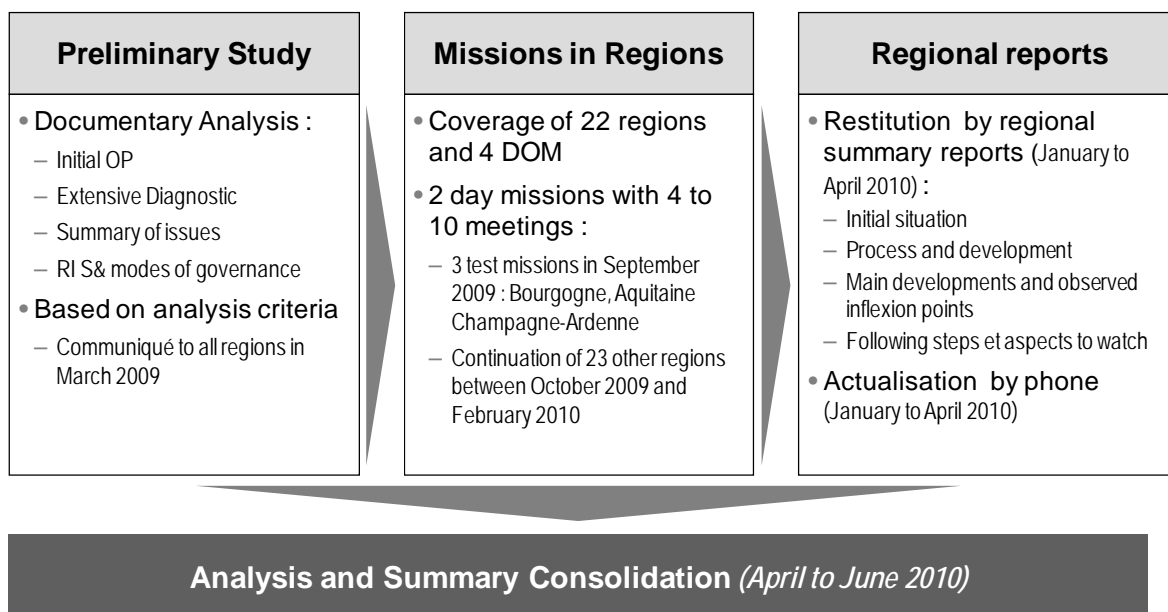 Preliminary Study
• Documentary Analysis :
– Initial OP
– Extensive Diagnostic
– Summary of issues
– RI S& modes of governance
• Based on analysis criteria
– Communiqué to all regions in
March 2009
Missions in Regions
• Coverage of 22 regions
and 4 DOM
• 2 day missions with 4 to
10 meetings :
– 3 test missions in September
2009 : Bourgogne, Aquitaine
Champagne-Ardenne
– Continuation of 23 other regions
between October 2009 and
February 2010
Regional reports
• Restitution by regional
summary reports (January to
April 2010) :
– Initial situation
– Process and development
– Main developments and observed
inflexion points
– Following steps et aspects to watch
• Actualisation by phone
(January to April 2010)
Analysis and Summary Consolidation (April to June 2010)